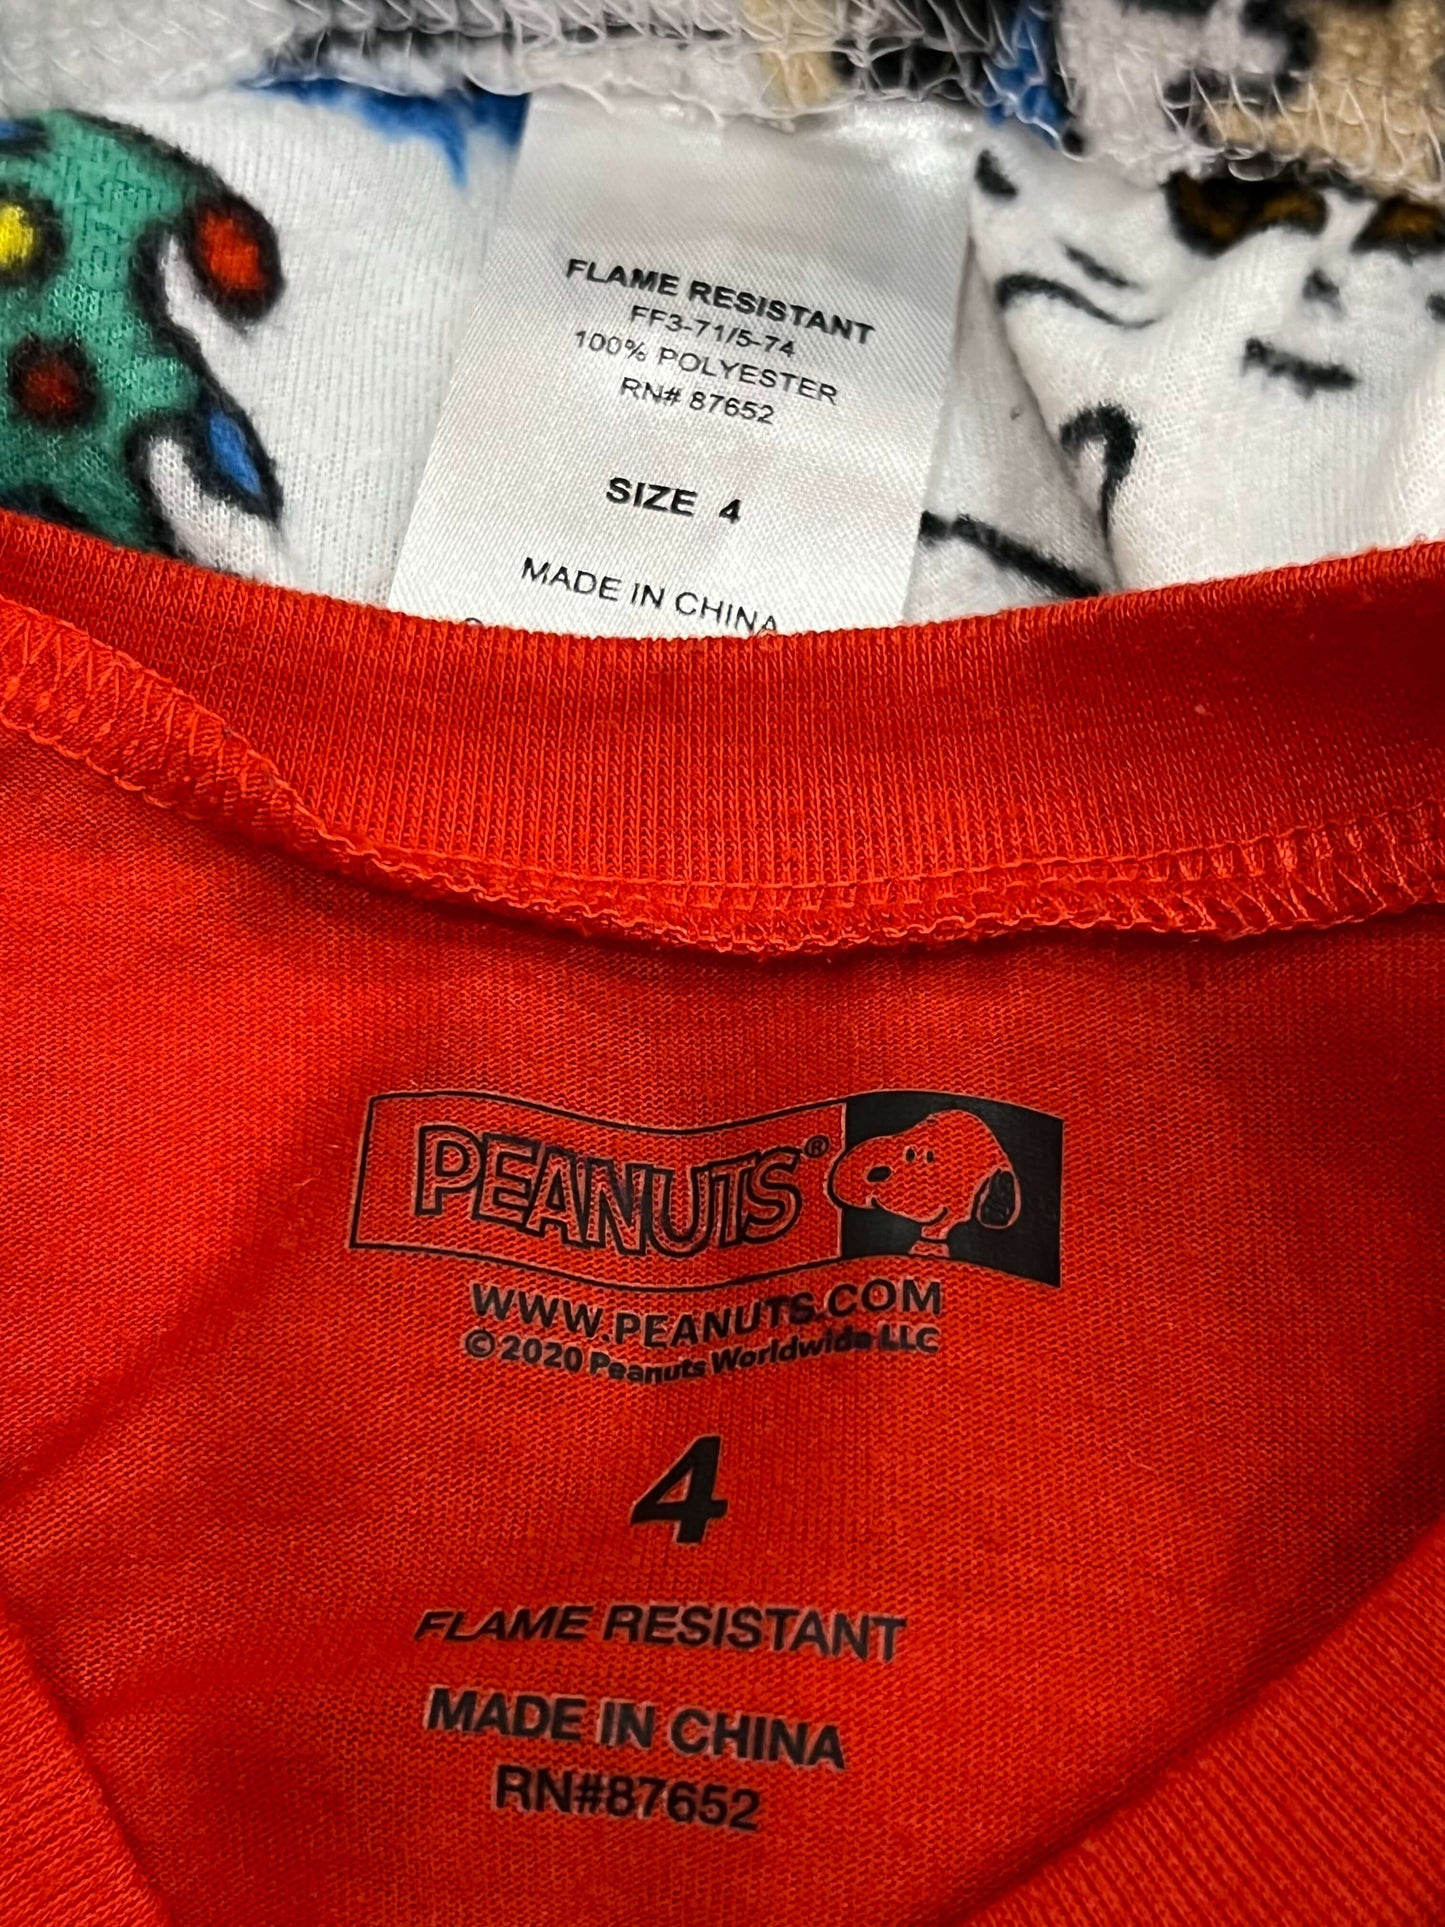 FLAME RESISTANT
FF3-71/5-74
100% POLYESTER
RN# 87652
SIZE 4
MADE IN CHINA
PEANUTS®
WWW.PEANUTS.COM
© 2020 Peanuts Worldwide LLC
4
FLAME RESISTANT
MADE IN CHINA
RN#87652